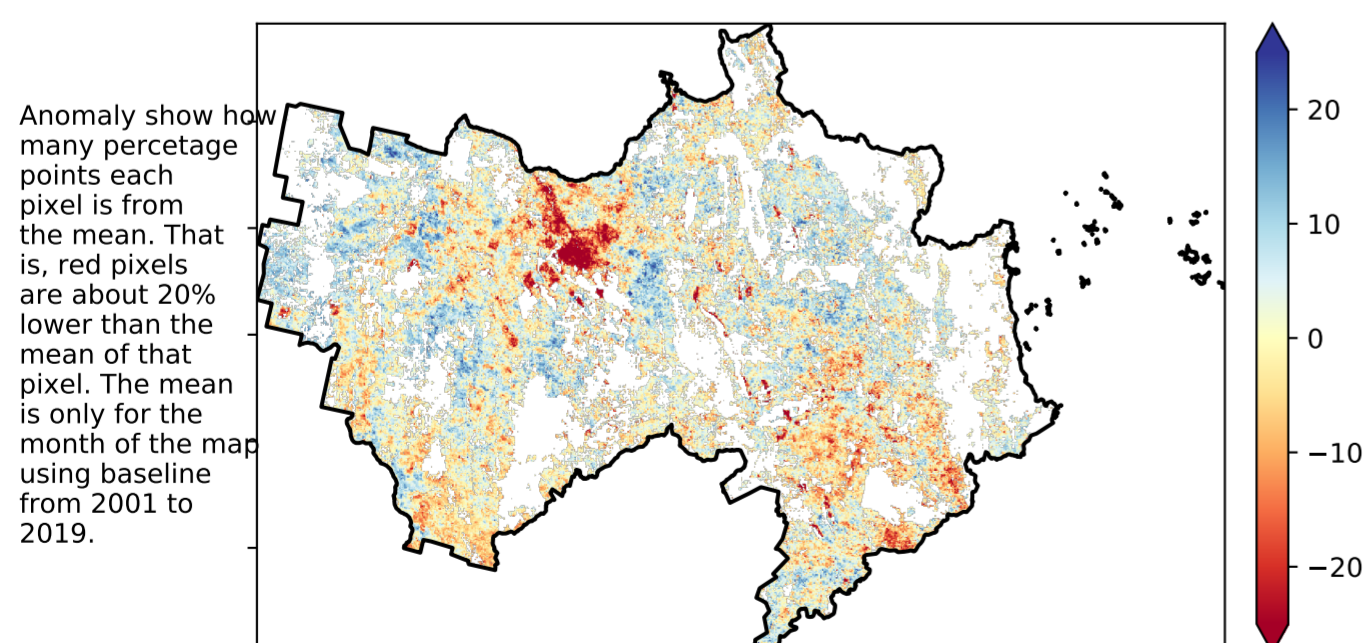 Anomaly show how
many percetage
points each
pixel is from
the mean. That
is, red pixels
are about 20%
lower than the
mean of that
pixel. The mean
is only for the
month of the map
using baseline
from 2001 to
2019.
20
10
0
−10
−20